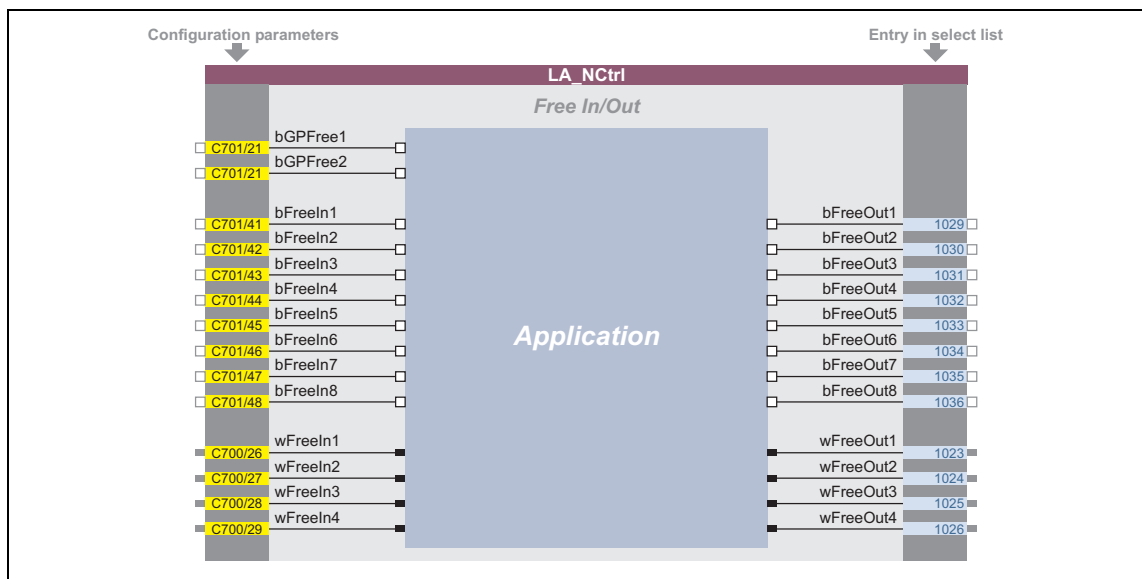 Configuration parameters Entry in select list
LA_NCtrl
Free In/Out
bGPFree1
C701/21
bGPFree2
C701/21
bFreeIn1 bFreeOut1
C701/41 1029
bFreeIn2 bFreeOut2
C701/42 1030
bFreeIn3 bFreeOut3
C701/43 1031
bFreeIn4 bFreeOut4
C701/44 1032
bFreeIn5 bFreeOut5
C701/45 1033
bFreeIn6 bFreeOut6
C701/46 1034
bFreeIn7 bFreeOut7
C701/47 1035
bFreeIn8 bFreeOut8
C701/48 1036
Application
wFreeIn1 wFreeOut1
C700/26 1023
wFreeIn2 wFreeOut2
C700/27 1024
wFreeIn3 wFreeOut3
C700/28 1025
wFreeIn4 wFreeOut4
C700/29 1026